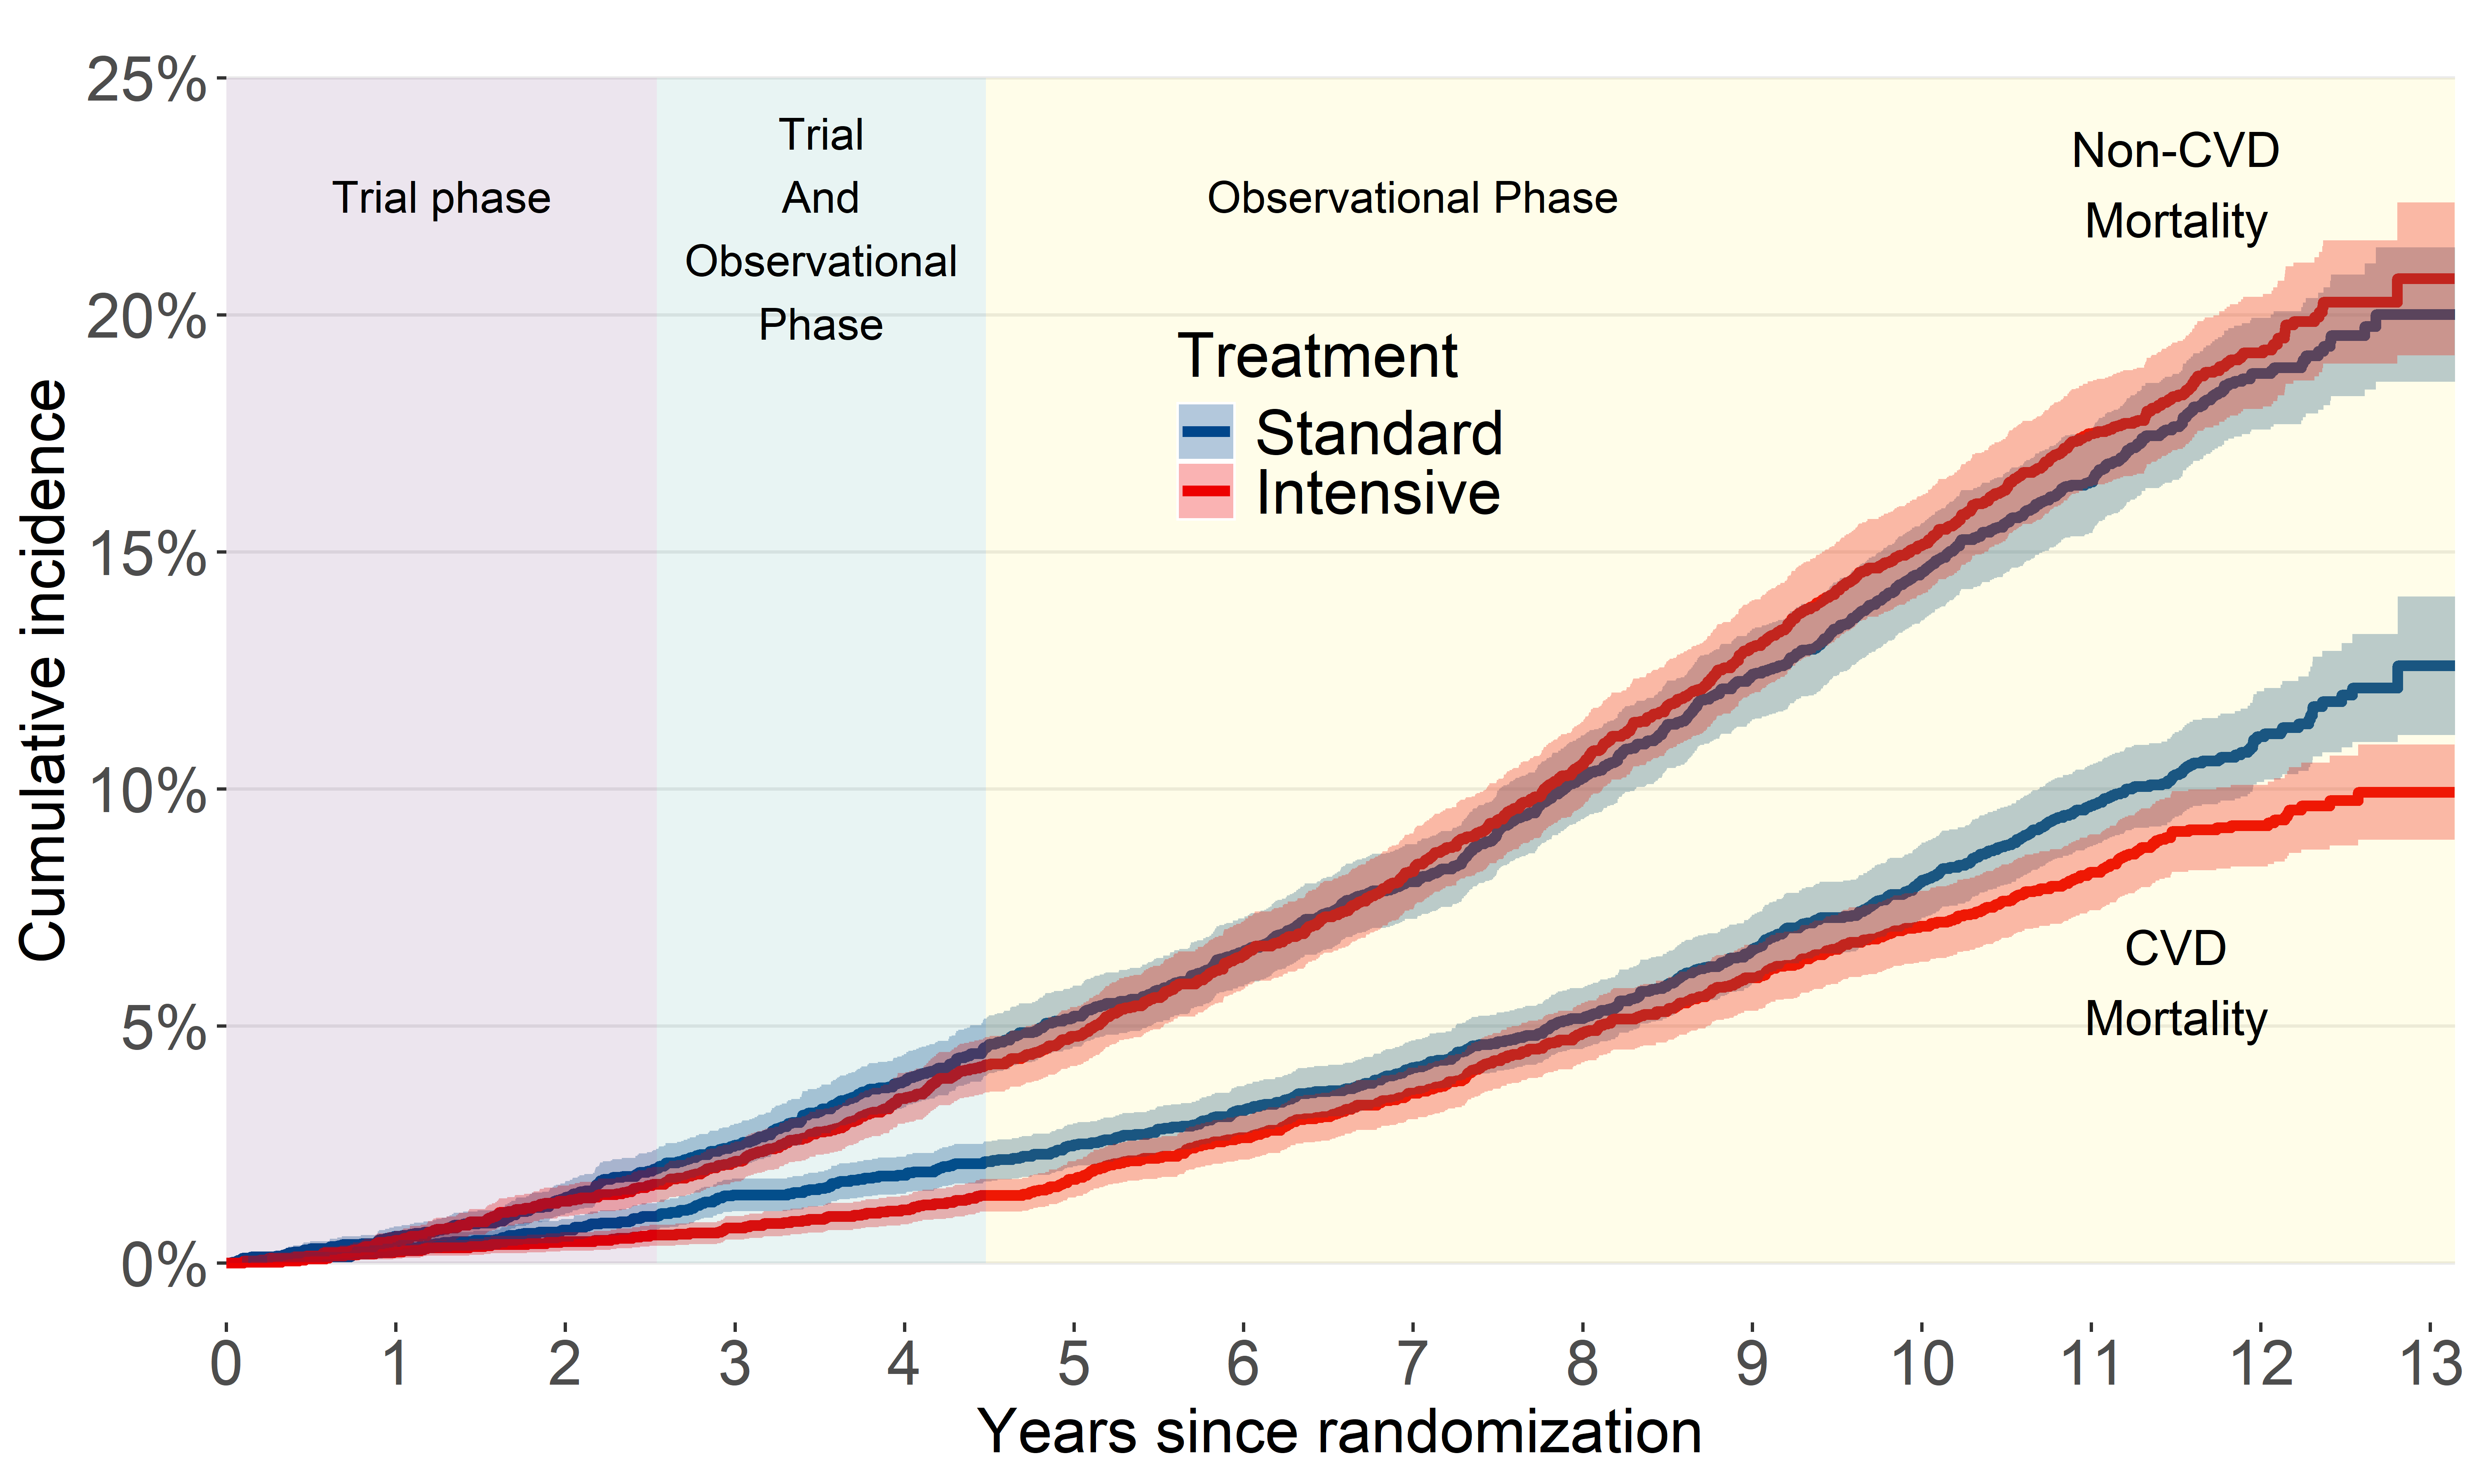 25%
20%
15%
10%
5%
0%
Cumulative incidence
Trial phase
Trial
And
Observational
Phase
Observational Phase
Non-CVD
Mortality
Treatment
Standard
Intensive
CVD
Mortality
0 1 2 3 4 5 6 7 8 9 10 11 12 13
Years since randomization